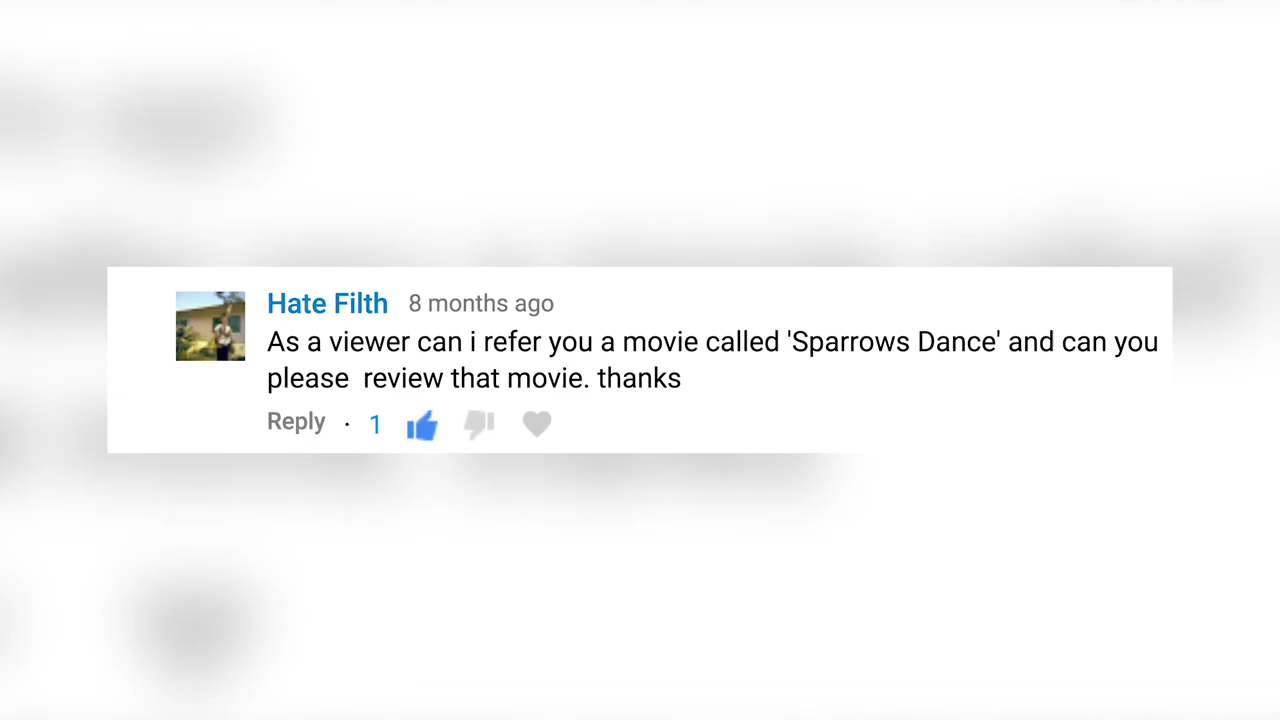 Hate Filth 8 months ago
As a viewer can i refer you a movie called 'Sparrows Dance' and can you
please  review that movie. thanks
Reply · 1